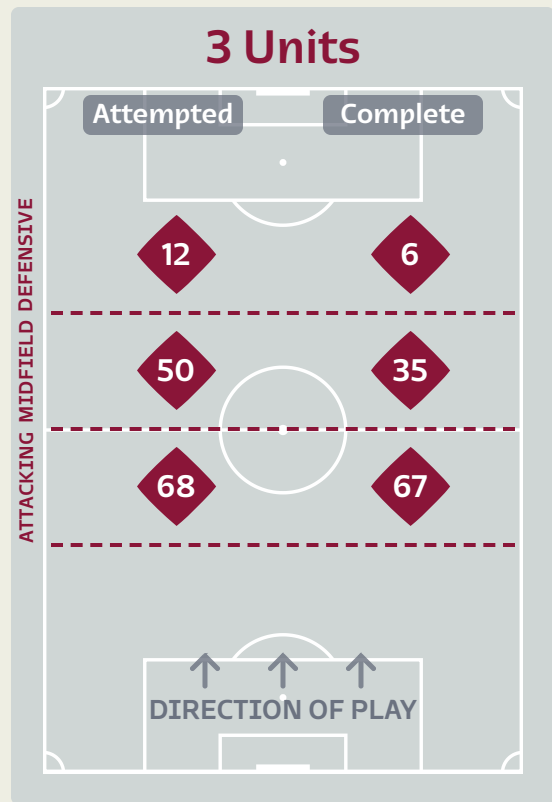 3 Units
Attempted Complete
ATTACKING MIDFIELD DEFENSIVE
12 6
50 35
68 67
DIRECTION OF PLAY